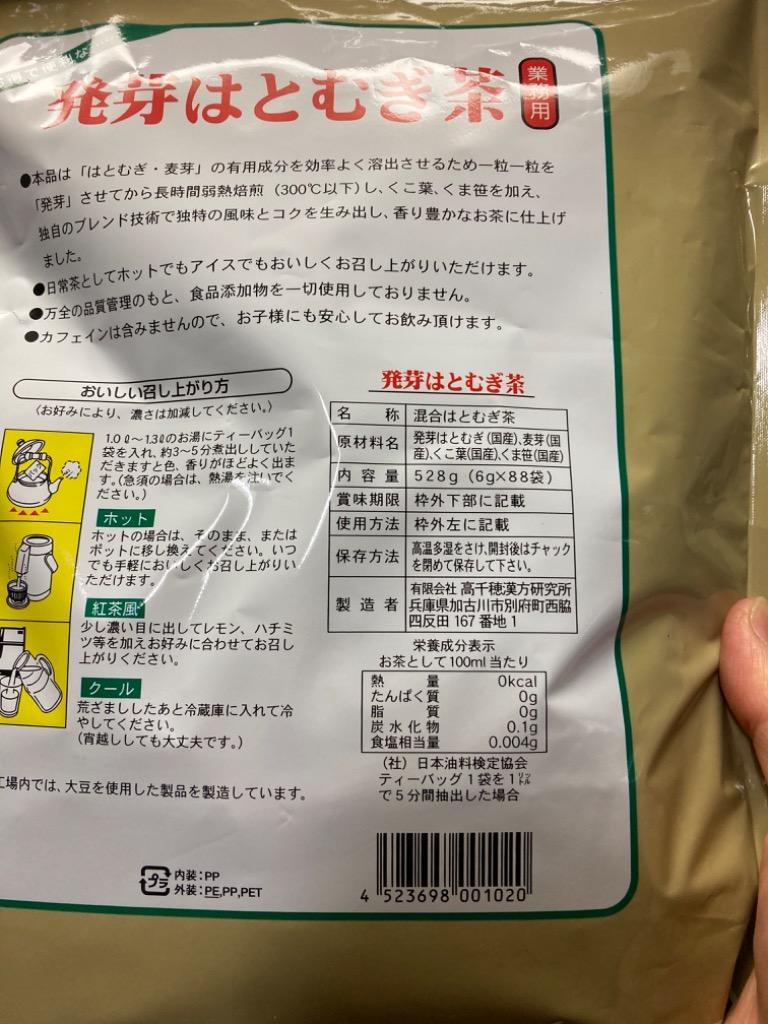 発芽はとむぎ茶
業務用
●本品は「はとむぎ・麦芽」の有用成分を効率よく溶出させるため一粒一粒を
「発芽」させてから長時間弱熱焙煎（300℃以下）し、くこ葉、くま笹を加え、
独自のブレンド技術で独特の風味とコクを生み出し、香り豊かなお茶に仕上げ
ました。
●日常茶としてホットでもアイスでもおいしくお召し上がりいただけます。
●万全の品質管理のもと、食品添加物を一切使用しておりません。
●カフェインは含みませんので、お子様にも安心してお飲み頂けます。
おいしい召し上がり方
（お好みにより、濃さは加減してください。）
1.0ℓ〜1.3ℓのお湯にティーバッグ1
袋を入れ、約3〜5分煮出ししていた
だきますと色、香りがほどよく出ま
す。（急須の場合は、熱湯を注いでく
ださい。）
ホット
ホットの場合は、そのまま、または
ポットに移し換えてください。いつ
でも手軽においしくお召し上がりい
ただけます。
紅茶風
少し濃い目に出してレモン、ハチミ
ツ等を加えお好みに合わせてお召し
上がりください。
クール
荒ざまししたあと冷蔵庫に入れて冷
やしてください。
（宵越ししても大丈夫です。）
工場内では、大豆を使用した製品を製造しています。
プラ
内装：PP
外装：PE,PP,PET
発芽はとむぎ茶
名称 混合はとむぎ茶
原材料名 発芽はとむぎ（国産）、麦芽（国
産）、くこ葉（国産）、くま笹（国産）
内容量 528g（6g×88袋）
賞味期限 枠外下部に記載
使用方法 枠外左に記載
保存方法 高温多湿をさけ、開封後はチャック
を閉めて保存して下さい。
製造者 有限会社 高千穂漢方研究所
兵庫県加古川市別府町西脇
四反田 167 番地 1
栄養成分表示
お茶として100ml当たり
熱量 0kcal
たんぱく質 0g
脂質 0g
炭水化物 0.1g
食塩相当量 0.004g
（社）日本油料検定協会
ティーバッグ1袋を1㍑
で5分間抽出した場合
4 523698 001020